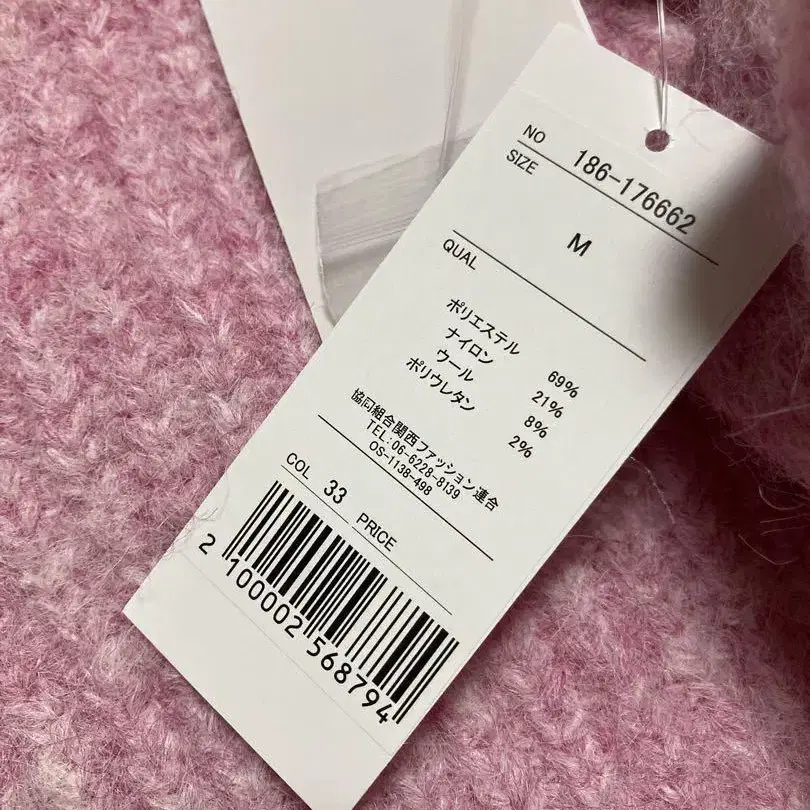 NO 186-176662
SIZE
M
QUAL
ポリエステル 69%
ナイロン 21%
ウール 8%
ポリウレタン 2%
協同組合関西ファッション連合
TEL:06-6228-8139
OS-1138-498
COL 33 PRICE
2 100002 568794